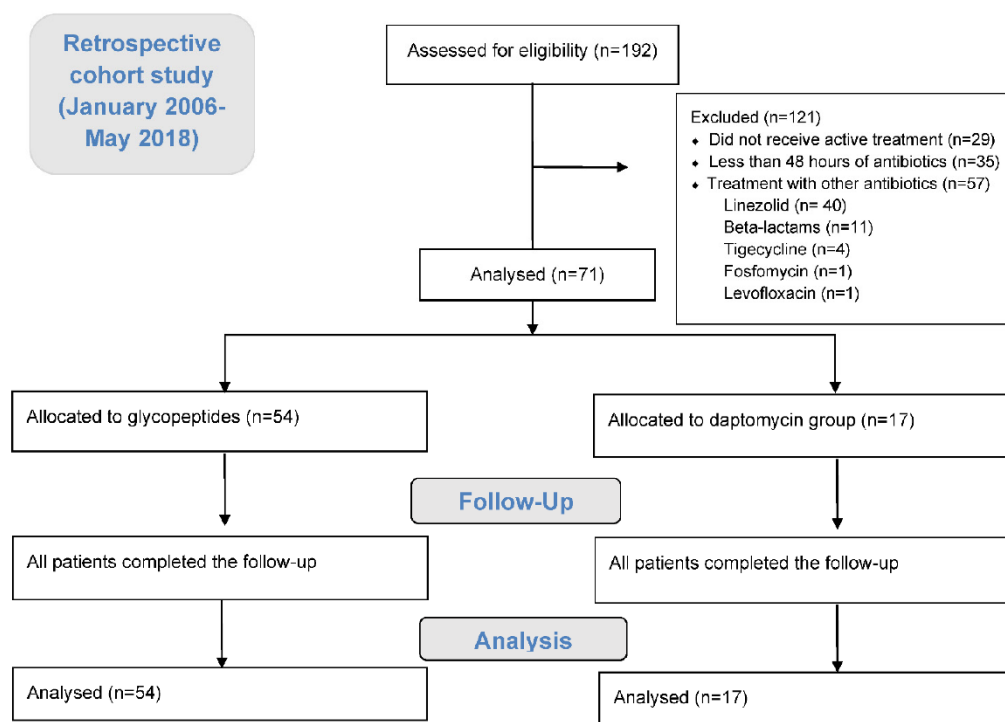 Retrospective
cohort study
(January 2006-
May 2018)
Assessed for eligibility (n=192)
Excluded (n=121)
⬥ Did not receive active treatment (n=29)
⬥ Less than 48 hours of antibiotics (n=35)
⬥ Treatment with other antibiotics (n=57)
Linezolid (n= 40)
Beta-lactams (n=11)
Tigecycline (n=4)
Fosfomycin (n=1)
Levofloxacin (n=1)
Analysed (n=71)
Allocated to glycopeptides (n=54)
Allocated to daptomycin group (n=17)
Follow-Up
All patients completed the follow-up
All patients completed the follow-up
Analysis
Analysed (n=54)
Analysed (n=17)